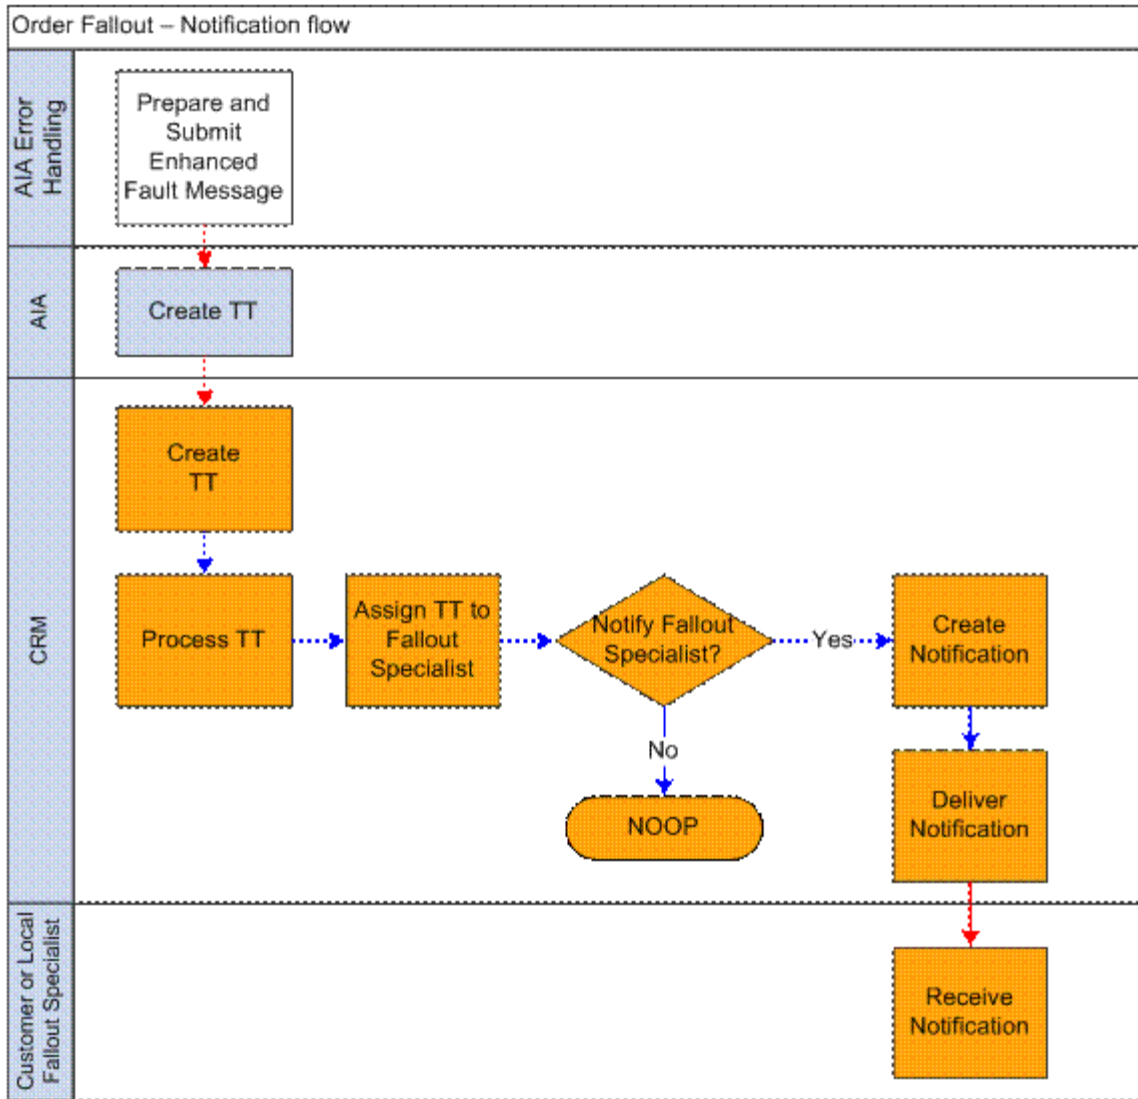 Order Fallout – Notification flow
AIA Error
Handling
Prepare and
Submit
Enhanced
Fault Message
AIA
Create TT
CRM
Create
TT
Process TT
Assign TT to
Fallout
Specialist
Notify Fallout
Specialist?
Yes
Create
Notification
No
NOOP
Deliver
Notification
Customer or Local
Fallout Specialist
Receive
Notification